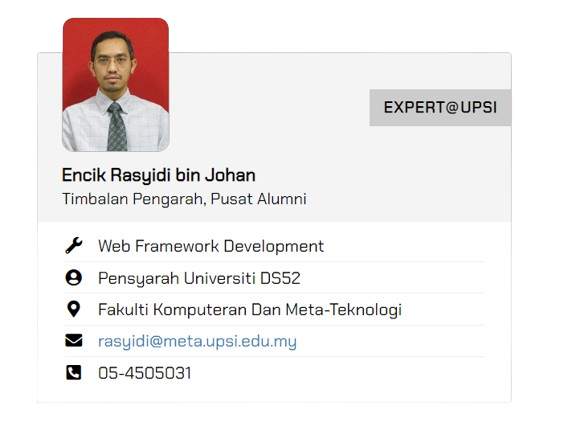 EXPERT@UPSI
Encik Rasyidi bin Johan
Timbalan Pengarah, Pusat Alumni
Web Framework Development
Pensyarah Universiti DS52
Fakulti Komputeran Dan Meta-Teknologi
rasyidi@meta.upsi.edu.my
05-4505031